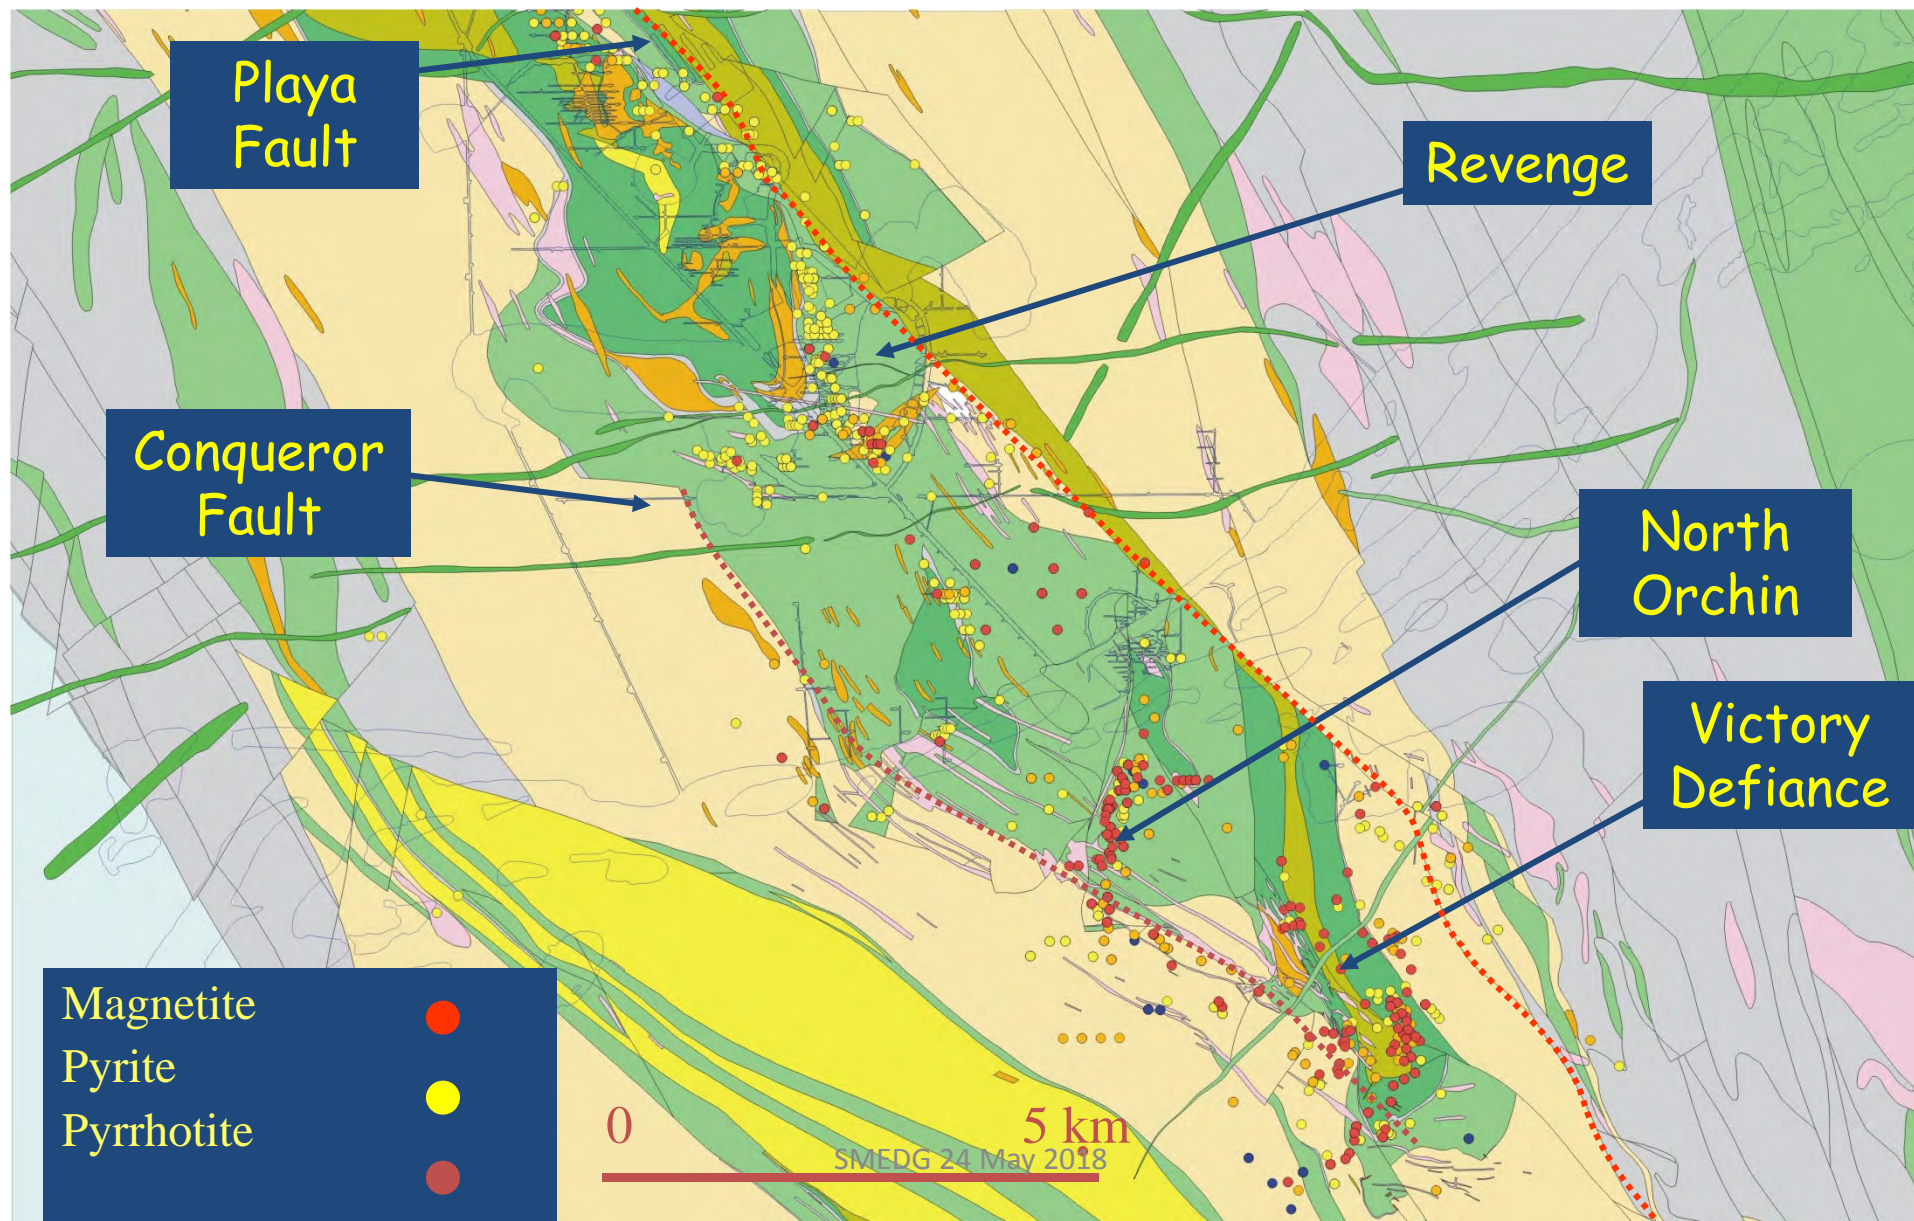 Playa
Fault
Revenge
Conqueror
Fault
North
Orchin
Victory
Defiance
Magnetite
Pyrite
Pyrrhotite
0
5 km
SMEDG 24 May 2018